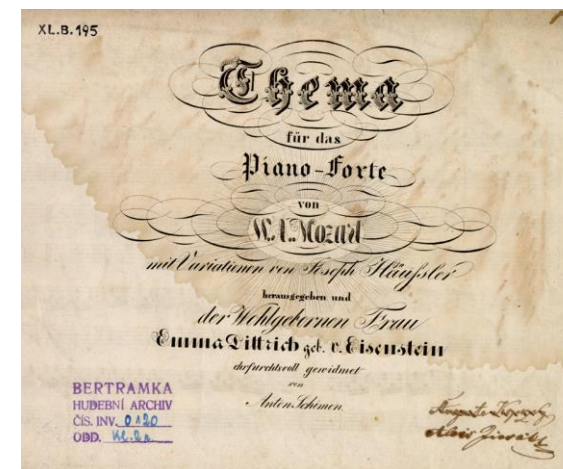 XL.B.195
Thema
für das
Piano-Forte
von
W. A. Mozart
mit Variationen von Joseph Häußler
herausgegeben und
der Wohlgebornen Frau
Emma Dittrich geb. v. Eisenstein
ehrfurchtsvoll gewidmet
von
Anton Schimen
BERTRAMKA
HUDEBNÍ ARCHIV
ČÍS. INV. 0120
ODD.